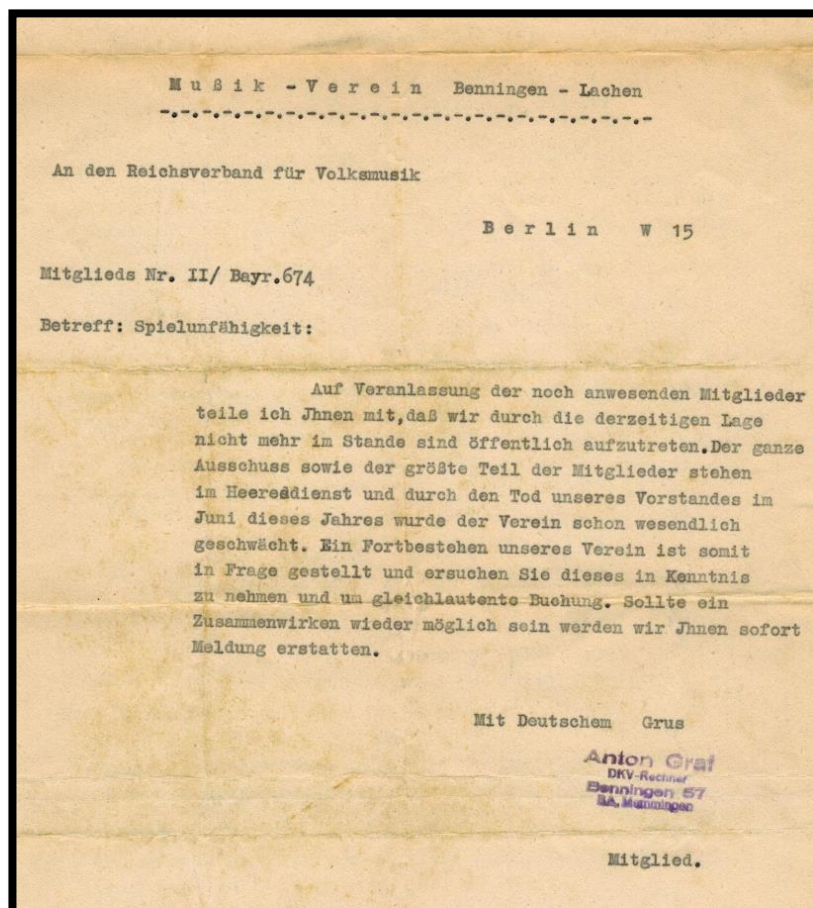 M u ß i k - V e r e i n Benningen - Lachen
-.-.-.-.-.-.-.-.-.-.-.-.-.-.-.-.-.-.-.-.-.-.-.-.-
An den Reichsverband für Volksmusik
B e r l i n W 15
Mitglieds Nr. II/ Bayr.674
Betreff: Spielunfähigkeit:
Auf Veranlassung der noch anwesenden Mitglieder
teile ich Jhnen mit,daß wir durch die derzeitigen Lage
nicht mehr im Stande sind öffentlich aufzutreten.Der ganze
Ausschuss sowie der größte Teil der Mitglieder stehen
im Heereddienst und durch den Tod unseres Vorstandes im
Juni dieses Jahres wurde der Verein schon wesendlich
geschwächt. Ein Fortbestehen unseres Verein ist somit
in Frage gestellt und ersuchen Sie dieses in Kenntnis
zu nehmen und um gleichlautente Buchung. Sollte ein
Zusammenwirken wieder möglich sein werden wir Jhnen sofort
Meldung erstatten.
Mit Deutschem Grus
Anton Graf
DKV-Rechner
Benningen 57
BA, Memmingen
Mitglied.